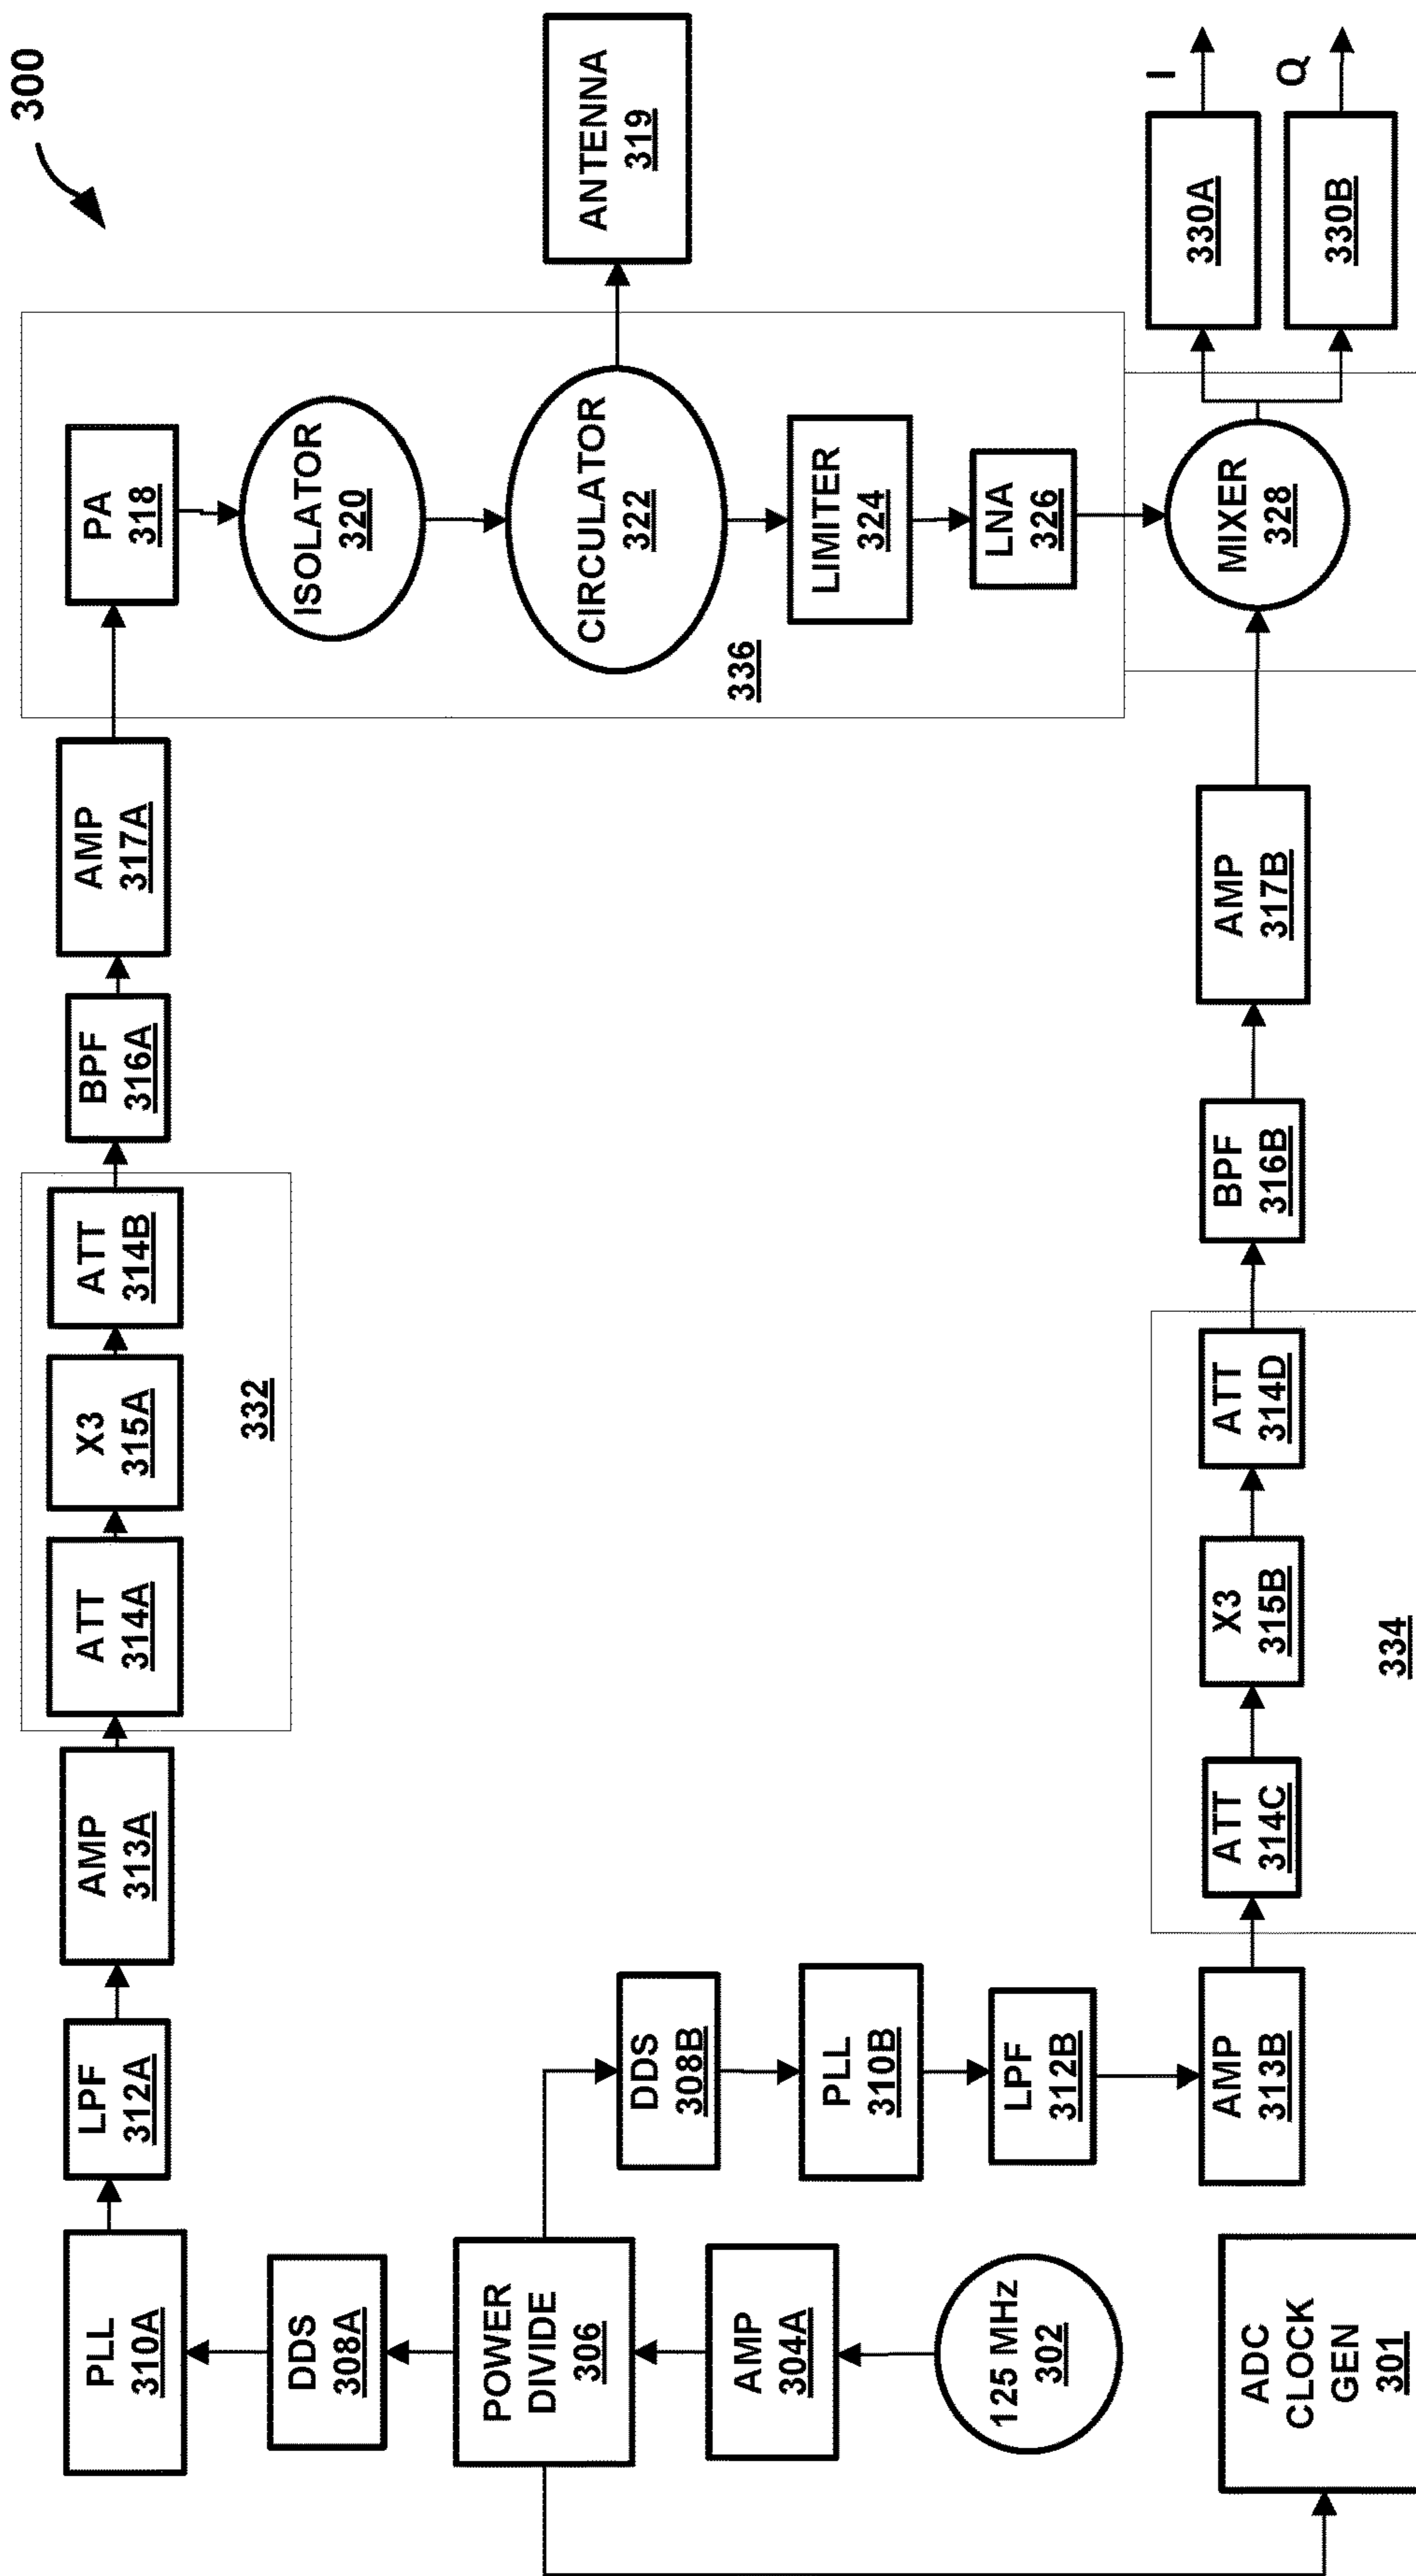 300
PLL
310A
LPF
312A
AMP
313A
ATT
314A
X3
315A
ATT
314B
332
BPF
316A
AMP
317A
PA
318
ISOLATOR
320
CIRCULATOR
322
ANTENNA
319
LIMITER
324
LNA
326
336
DDS
308A
POWER
DIVIDE
306
AMP
304A
125 MHz
302
ADC
CLOCK
GEN
301
DDS
308B
PLL
310B
LPF
312B
AMP
313B
ATT
314C
X3
315B
ATT
314D
334
BPF
316B
AMP
317B
MIXER
328
330A
I
330B
Q